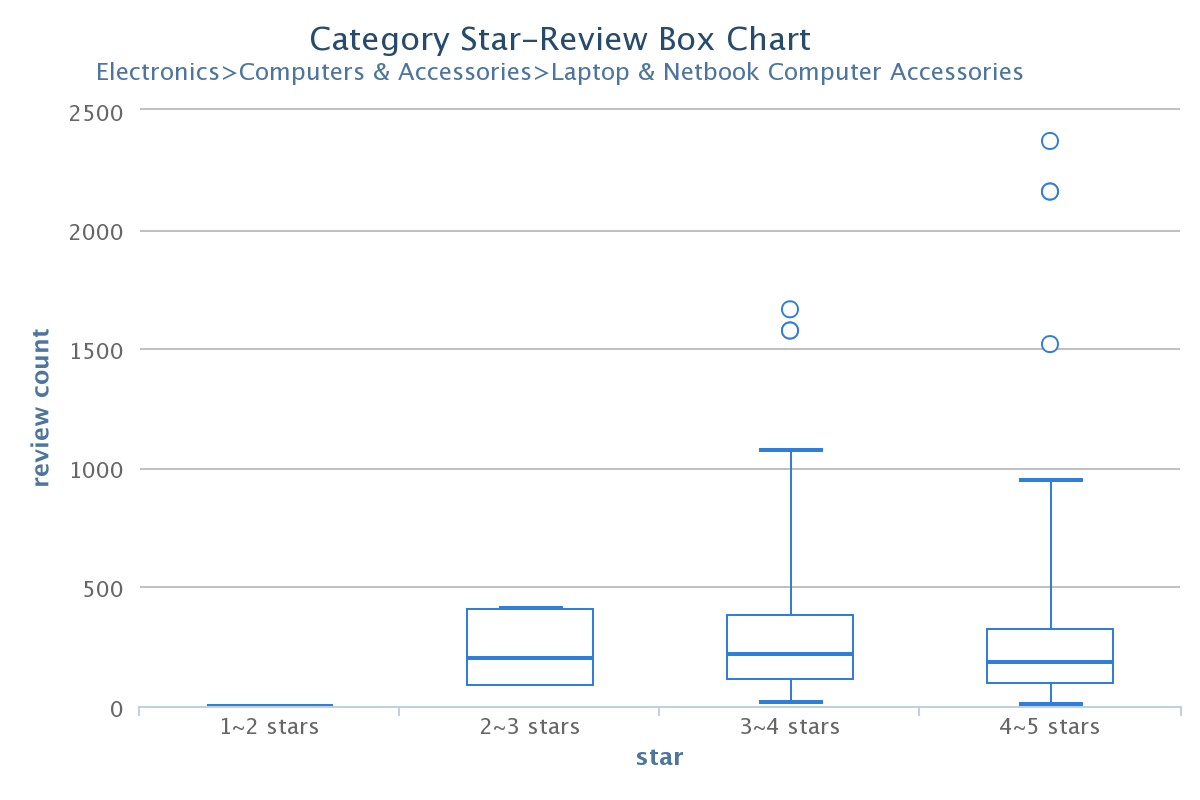 Category Star–Review Box Chart
Electronics>Computers & Accessories>Laptop & Netbook Computer Accessories
2500
2000
1500
1000
500
0
review count
1~2 stars
2~3 stars
3~4 stars
4~5 stars
star